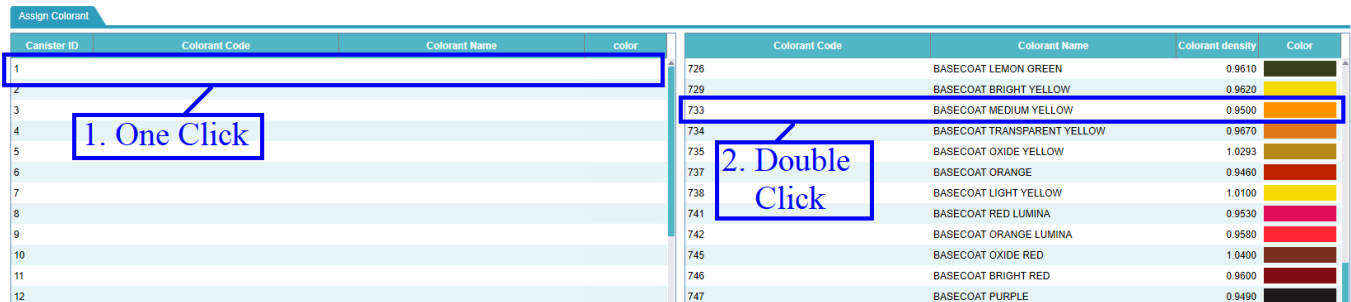 Assign Colorant
Canister ID Colorant Code Colorant Name color
Colorant Code Colorant Name Colorant density Color
1
2
3
4
5
6
7
8
9
10
11
12
1. One Click
726 BASECOAT LEMON GREEN 0.9610
729 BASECOAT BRIGHT YELLOW 0.9620
733 BASECOAT MEDIUM YELLOW 0.9500
734 BASECOAT TRANSPARENT YELLOW 0.9670
735 BASECOAT OXIDE YELLOW 1.0293
737 BASECOAT ORANGE 0.9460
738 BASECOAT LIGHT YELLOW 1.0100
741 BASECOAT RED LUMINA 0.9530
742 BASECOAT ORANGE LUMINA 0.9580
745 BASECOAT OXIDE RED 1.0400
746 BASECOAT BRIGHT RED 0.9600
747 BASECOAT PURPLE 0.9490
2. Double
Click